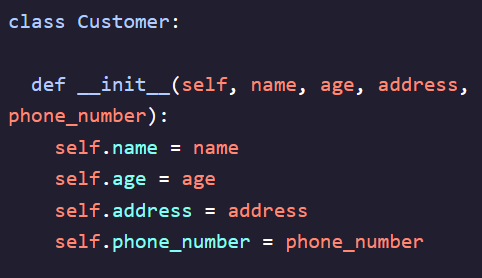 class Customer:
  def __init__(self, name, age, address,
phone_number):
    self.name = name
    self.age = age
    self.address = address
    self.phone_number = phone_number